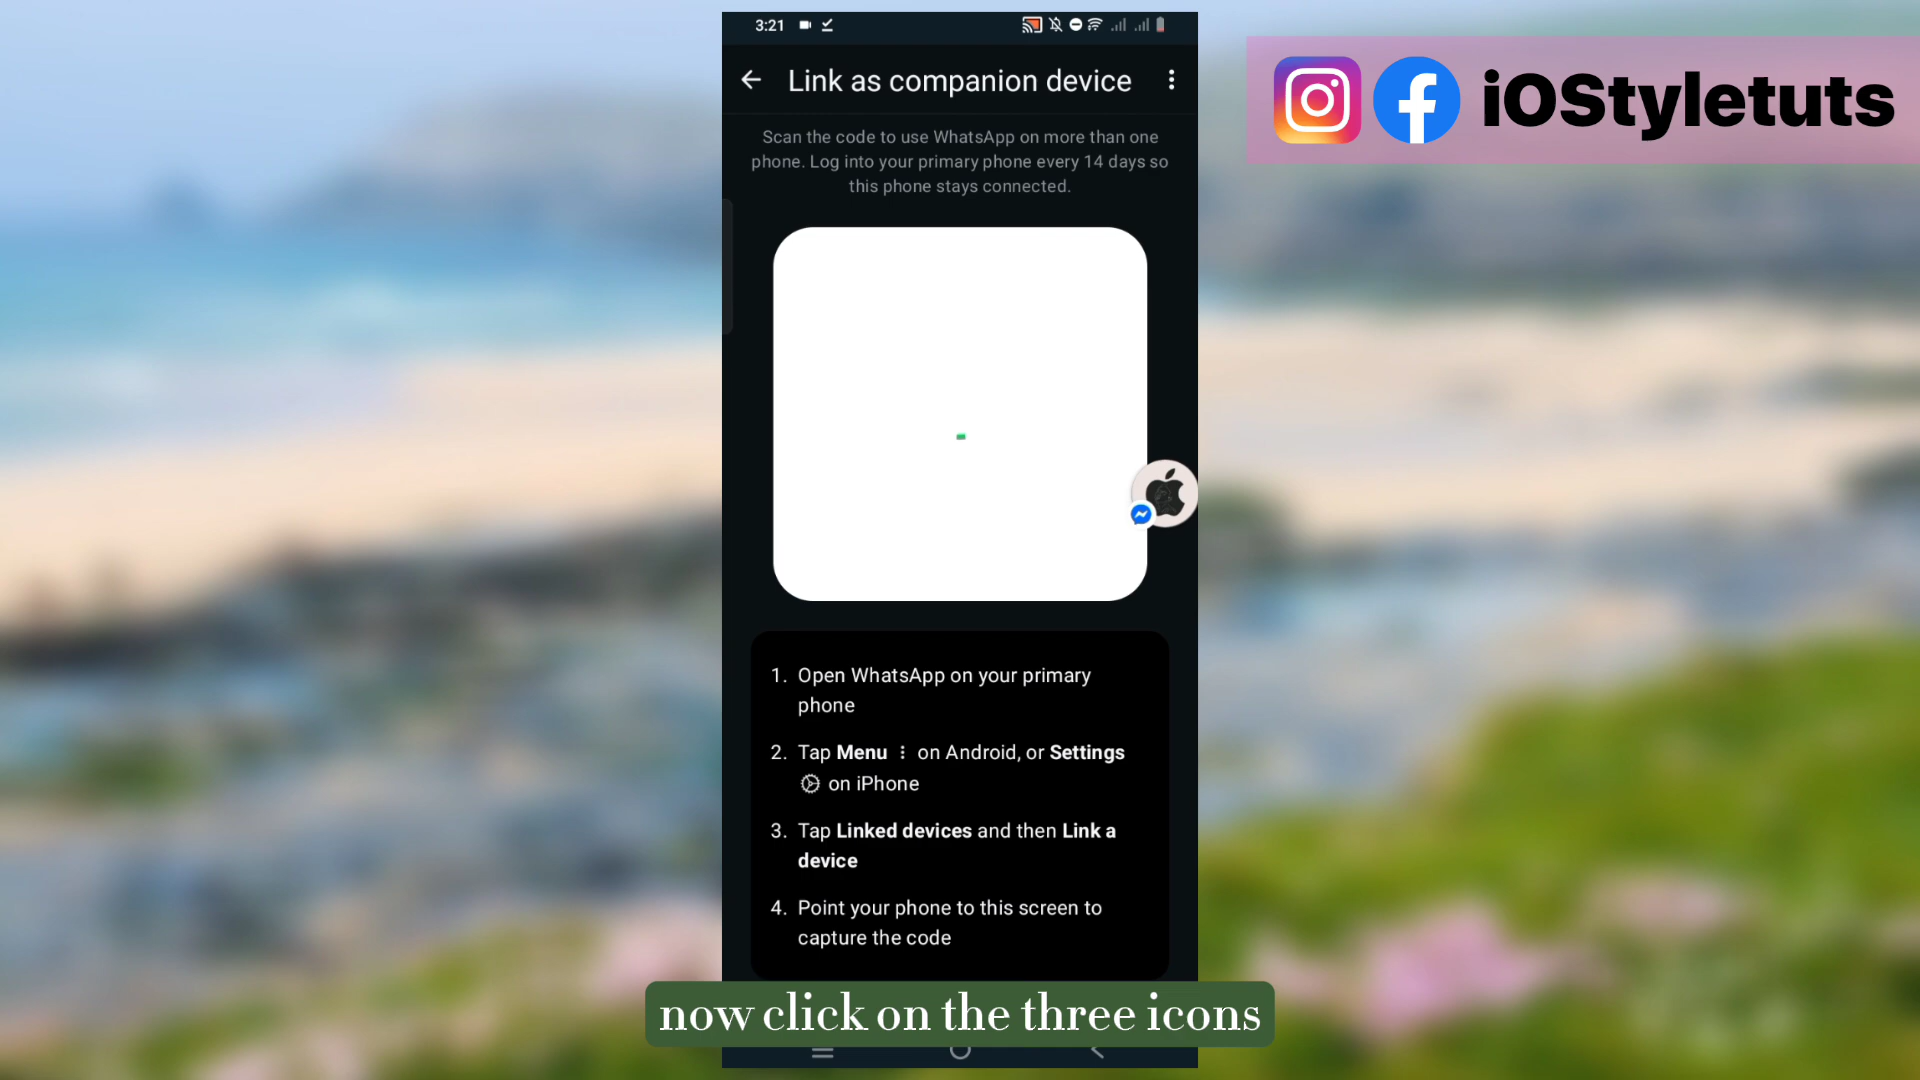 3:21
Link as companion device
Scan the code to use WhatsApp on more than one
phone. Log into your primary phone every 14 days so
this phone stays connected.
iOStyletuts
1. Open WhatsApp on your primary
phone
2. Tap Menu on Android, or Settings
on iPhone
3. Tap Linked devices and then Link a
device
4. Point your phone to this screen to
capture the code
now click on the three icons